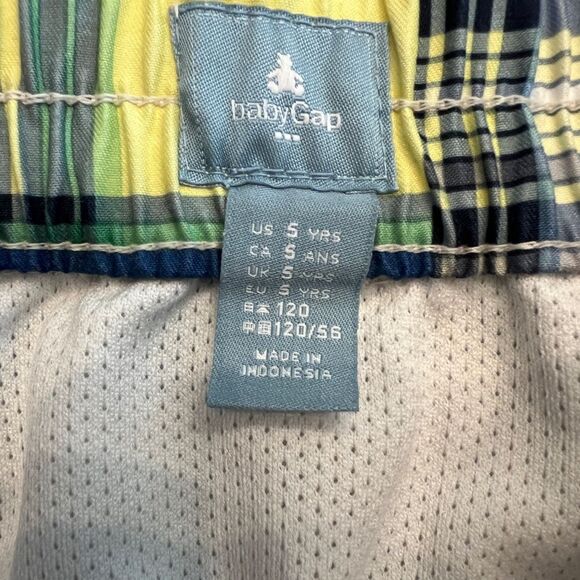 babyGap
US 5 YRS
CA 5 ANS
UK 5 YRS
EU 5 YRS
日本 120
中国 120/56
MADE IN
INDONESIA